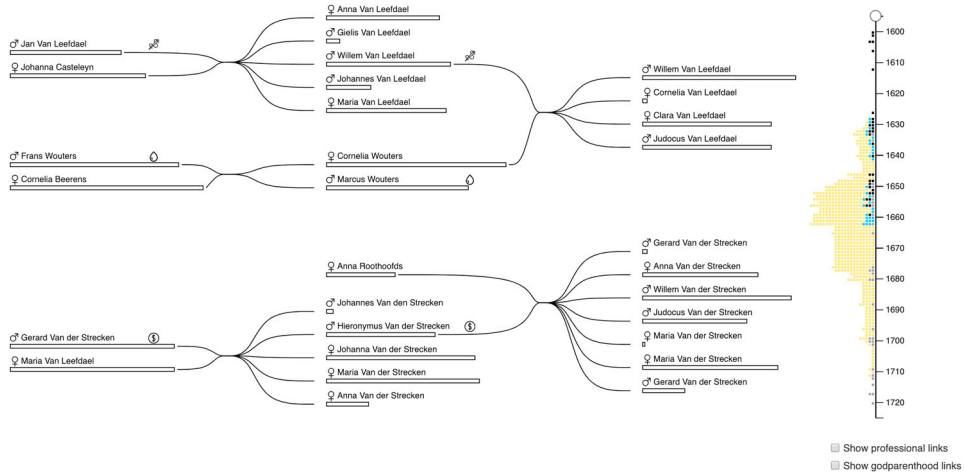 ♀ Anna Van Leefdael
♂ Gielis Van Leefdael
♂ Jan Van Leefdael
♂ Willem Van Leefdael
♀ Johanna Casteleyn
♂ Johannes Van Leefdael
♀ Maria Van Leefdael
♂ Willem Van Leefdael
♀ Cornelia Van Leefdael
♀ Clara Van Leefdael
♂ Judocus Van Leefdael
♂ Frans Wouters
♀ Cornelia Beerens
♀ Cornelia Wouters
♂ Marcus Wouters
♀ Anna Roothoofds
♂ Johannes Van den Strecken
♂ Hieronymus Van der Strecken $
♂ Gerard Van der Strecken $
♀ Maria Van Leefdael
♀ Johanna Van der Strecken
♀ Maria Van der Strecken
♀ Anna Van der Strecken
♂ Gerard Van der Strecken
♀ Anna Van der Strecken
♂ Willem Van der Strecken
♂ Judocus Van der Strecken
♀ Maria Van der Strecken
♀ Maria Van der Strecken
♂ Gerard Van der Strecken
1600
1610
1620
1630
1640
1650
1660
1670
1680
1690
1700
1710
1720
Show professional links
Show godparenthood links